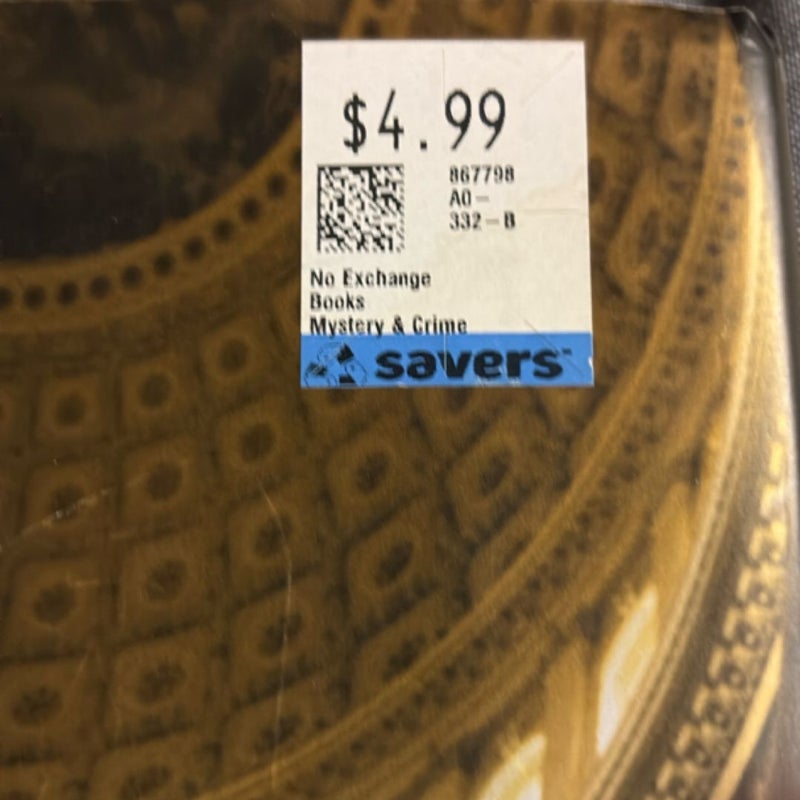 $4.99
867798
A0-
332-B
No Exchange
Books
Mystery & Crime
savers